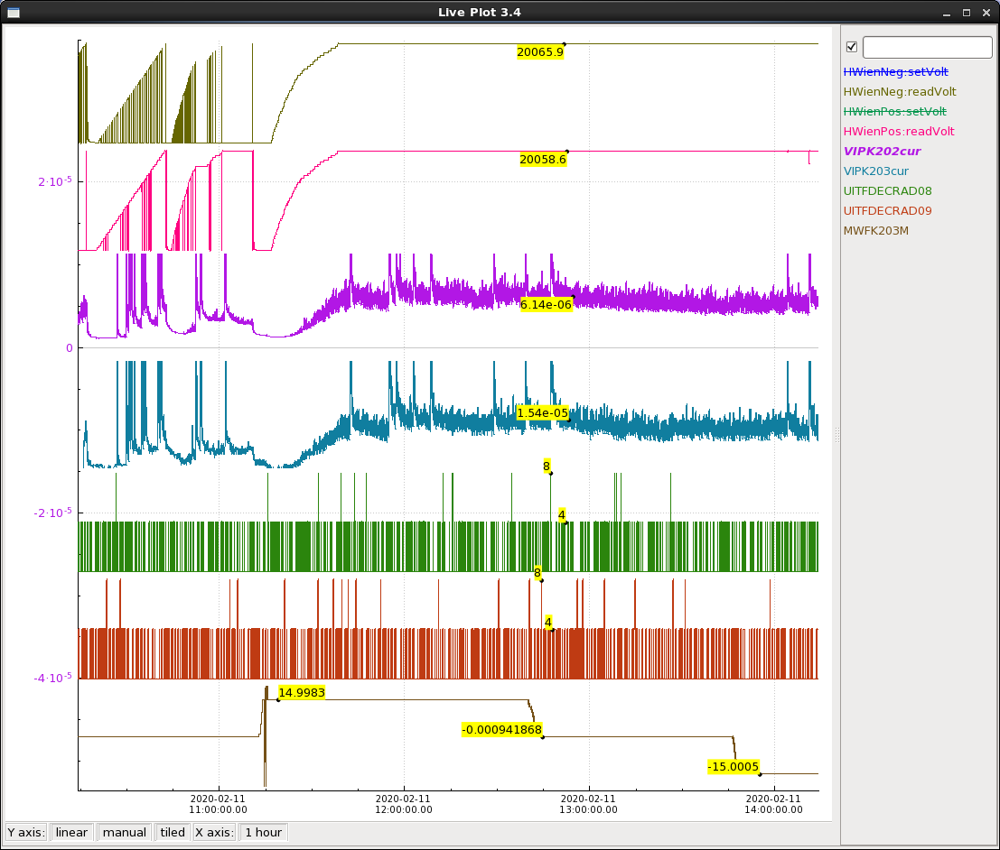 Live Plot 3.4
HWienNeg:setVolt
HWienNeg:readVolt
HWienPos:setVolt
HWienPos:readVolt
VIPK202cur
VIPK203cur
UITFDECRAD08
UITFDECRAD09
MWFK203M
20065.9
20058.6
2·10⁻⁵
6.14e-06
0
1.54e-05
8
4
-2·10⁻⁵
8
4
-4·10⁻⁵
14.9983
-0.000941868
-15.0005
2020-02-11 2020-02-11 2020-02-11 2020-02-11
11:00:00.00 12:00:00.00 13:00:00.00 14:00:00.00
Y axis: linear manual tiled X axis: 1 hour